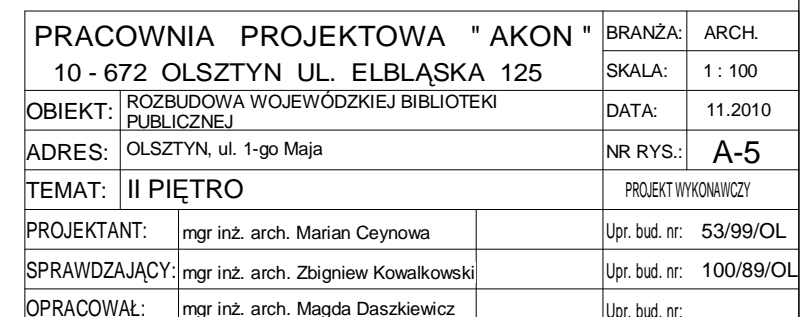 PRACOWNIA PROJEKTOWA " AKON " BRANŻA: ARCH.
10 - 672 OLSZTYN UL. ELBLĄSKA 125 SKALA: 1 : 100
OBIEKT: ROZBUDOWA WOJEWÓDZKIEJ BIBLIOTEKI
PUBLICZNEJ DATA: 11.2010
ADRES: OLSZTYN, ul. 1-go Maja NR RYS.: A-5
TEMAT: II PIĘTRO PROJEKT WYKONAWCZY
PROJEKTANT: mgr inż. arch. Marian Ceynowa Upr. bud. nr: 53/99/OL
SPRAWDZAJĄCY: mgr inż. arch. Zbigniew Kowalkowski Upr. bud. nr: 100/89/OL
OPRACOWAŁ: mgr inż. arch. Magda Daszkiewicz Upr. bud. nr: